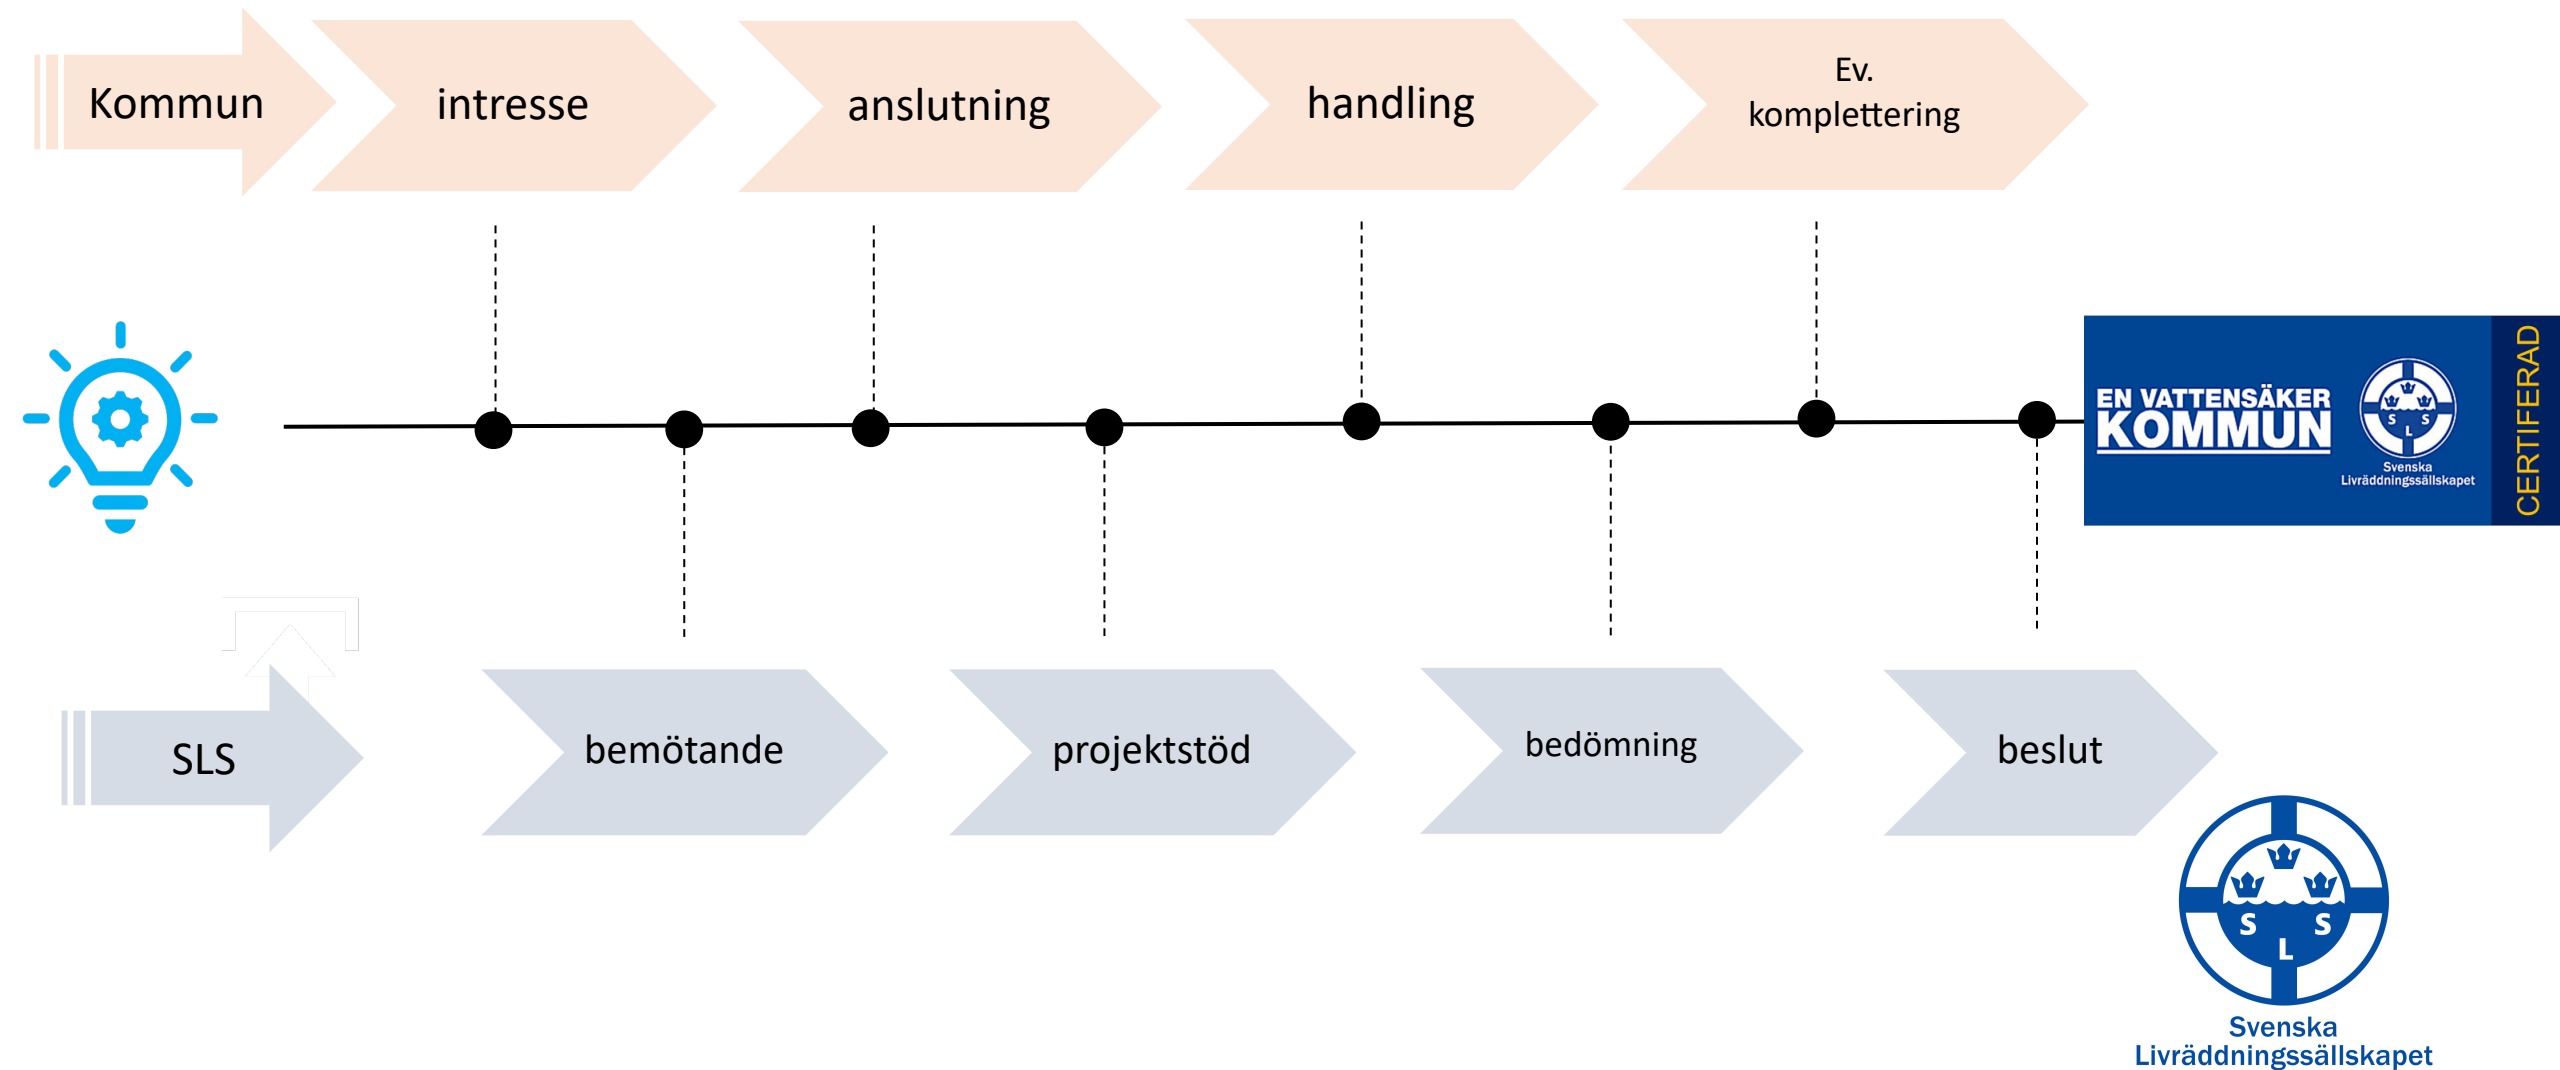 Kommun
intresse
anslutning
handling
Ev.
komplettering
EN VATTENSÄKER
KOMMUN
S S
L
Svenska
Livräddningssällskapet
CERTIFERAD
SLS
bemötande
projektstöd
bedömning
beslut
S S
L
Svenska
Livräddningssällskapet